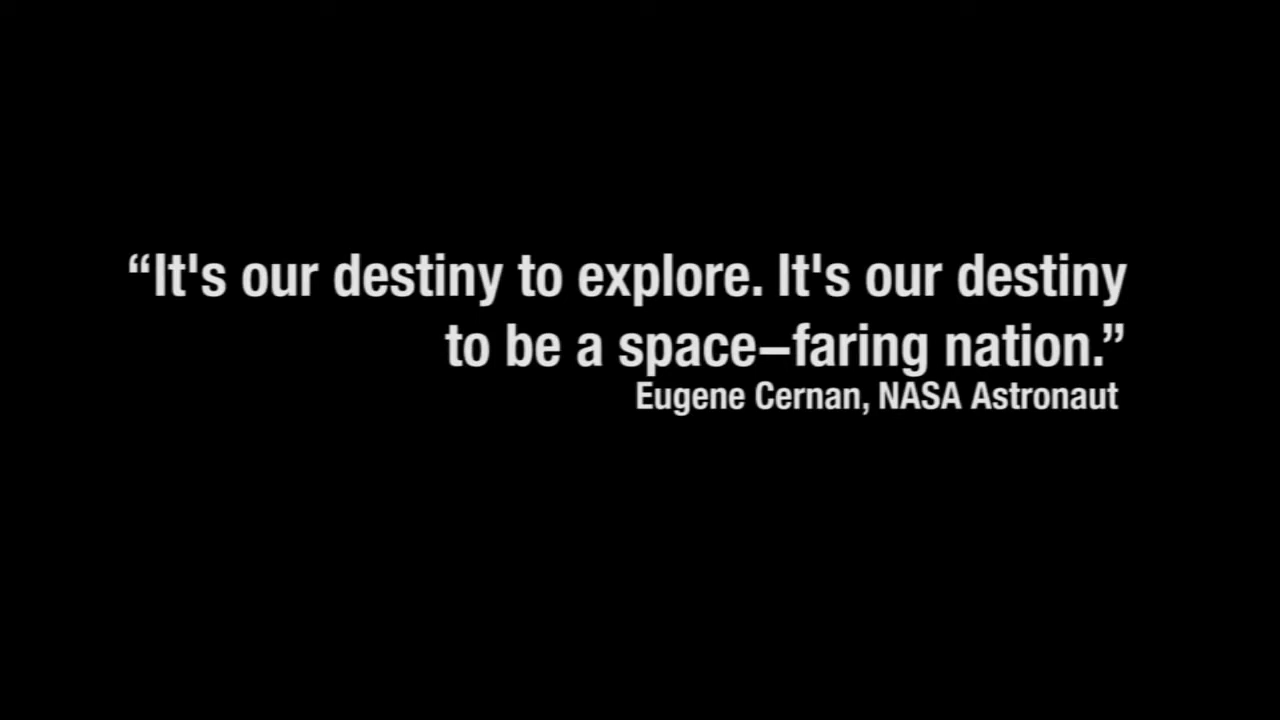 “It's our destiny to explore. It's our destiny
to be a space–faring nation.”
Eugene Cernan, NASA Astronaut